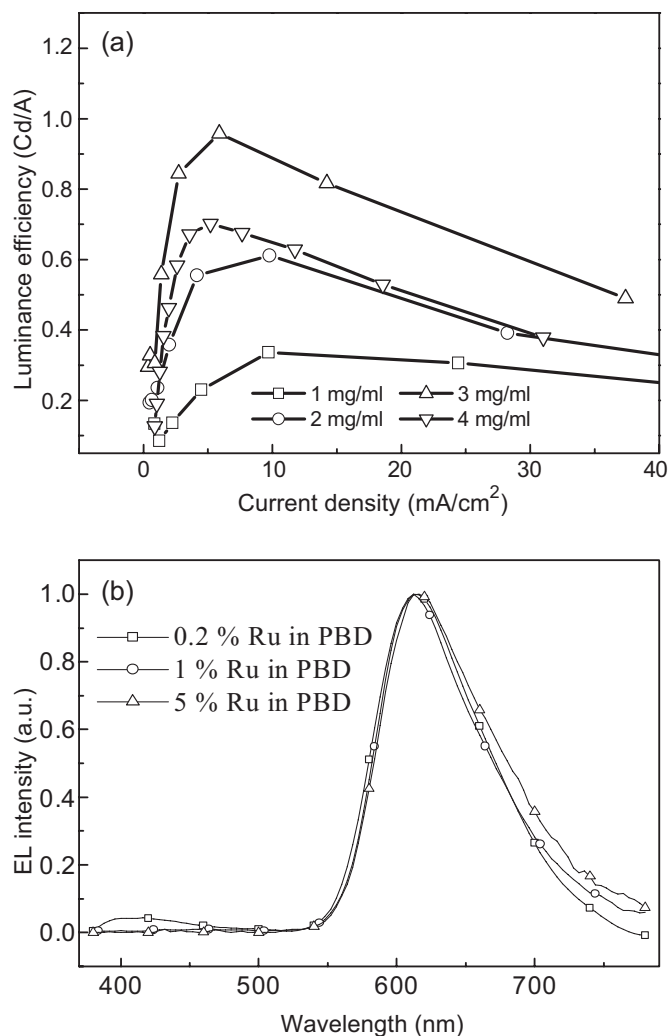 (a)
Luminance efficiency (Cd/A)
1.2
1.0
0.8
0.6
0.4
0.2
1 mg/ml
3 mg/ml
2 mg/ml
4 mg/ml
0 10 20 30 40
Current density (mA/cm²)
(b)
EL intensity (a.u.)
1.0
0.8
0.6
0.4
0.2
0.0
0.2 % Ru in PBD
1 % Ru in PBD
5 % Ru in PBD
400 500 600 700
Wavelength (nm)